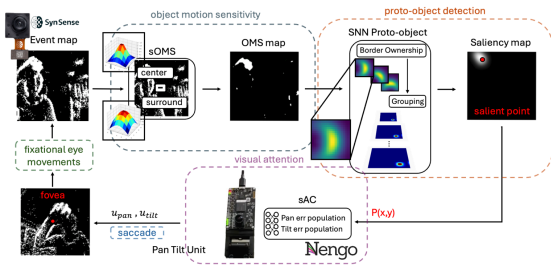 SynSense
object motion sensitivity
proto-object detection
Event map
sOMS
center
surround
OMS map
SNN Proto-object
Border Ownership
Grouping
Saliency map
salient point
fixational eye
movements
visual attention
fovea
u_pan , u_tilt
saccade
Pan Tilt Unit
sAC
Pan err population
Tilt err population
Nengo
P(x,y)